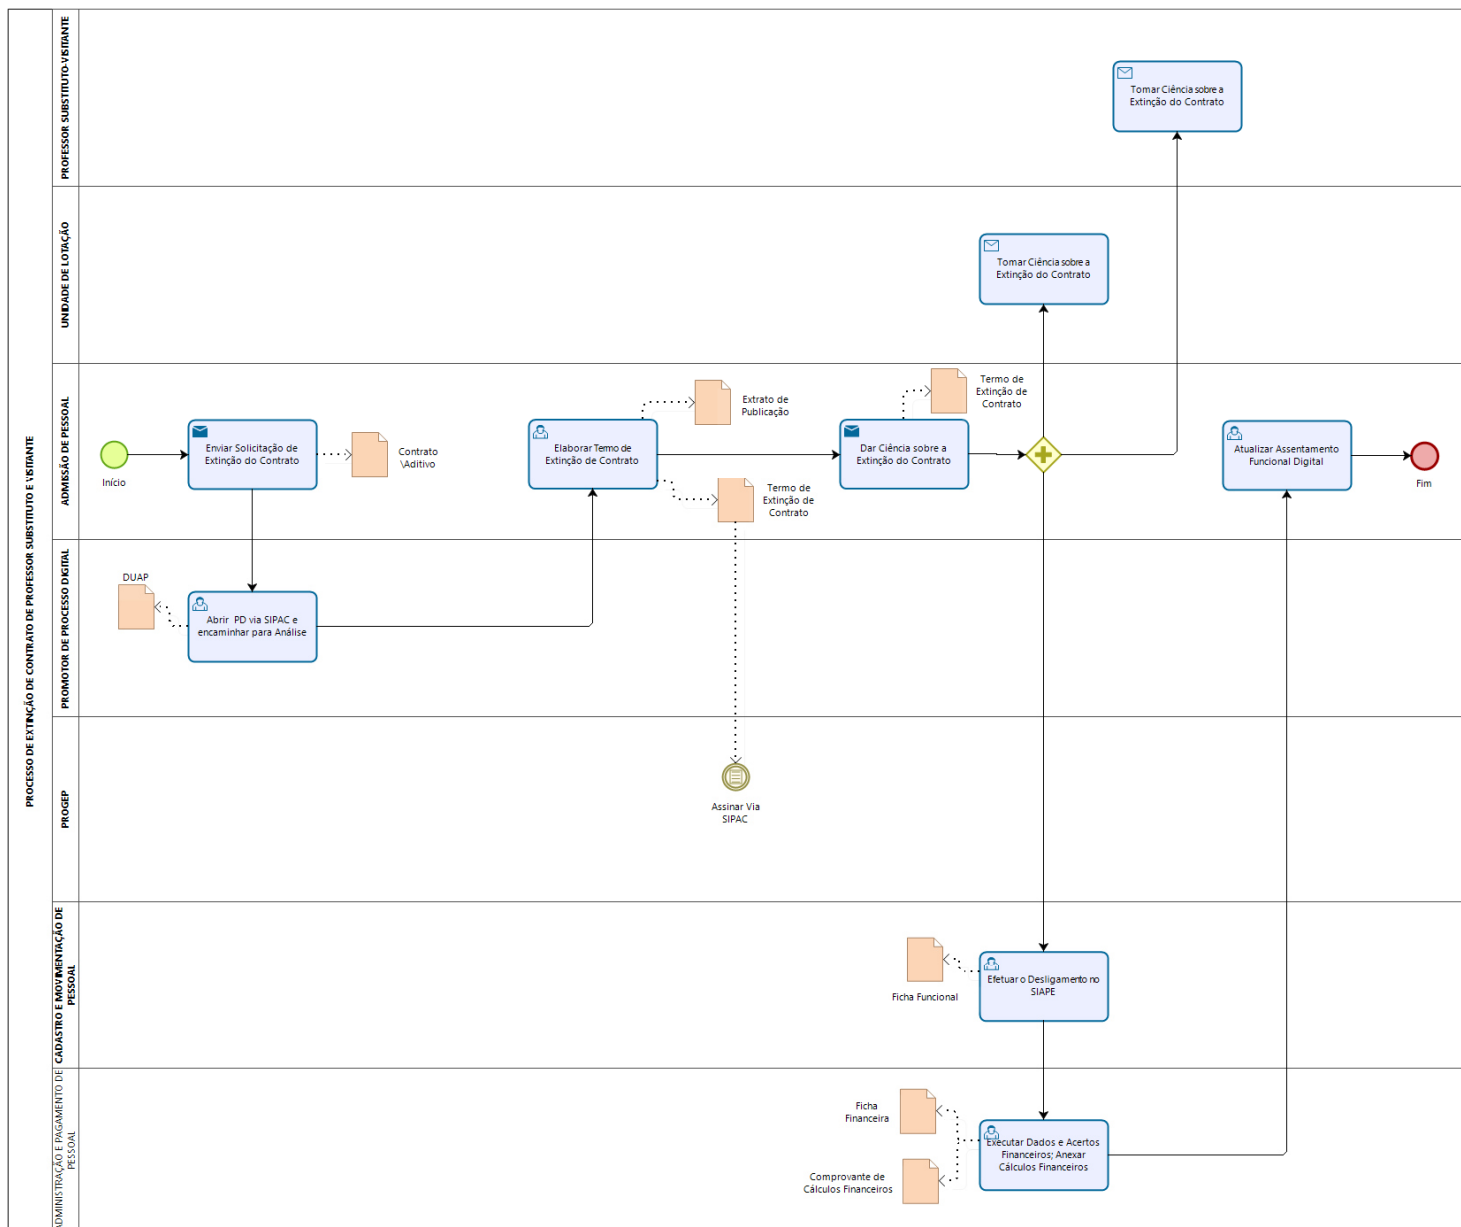 PROCESSO DE EXTINÇÃO DE CONTRATO DE PROFESSOR SUBSTITUTO E VISITANTE
PROFESSOR SUBSTITUTO-VISITANTE
Tomar Ciência sobre a
Extinção do Contrato
UNIDADE DE LOTAÇÃO
Tomar Ciência sobre a
Extinção do Contrato
ADMISSÃO DE PESSOAL
Início
Enviar Solicitação de
Extinção do Contrato
Contrato
\Aditivo
Elaborar Termo de
Extinção de Contrato
Extrato de
Publicação
Termo de
Extinção de
Contrato
Dar Ciência sobre a
Extinção do Contrato
Termo de
Extinção de
Contrato
Atualizar Assentamento
Funcional Digital
Fim
PROMOTOR DE PROCESSO DIGITAL
DUAP
Abrir PD via SIPAC e
encaminhar para Análise
PROGEP
Assinar Via
SIPAC
CADASTRO E MOVIMENTAÇÃO DE
PESSOAL
Ficha Funcional
Efetuar o Desligamento no
SIAPE
ADMINISTRAÇÃO E PAGAMENTO DE
PESSOAL
Ficha
Financeira
Comprovante de
Cálculos Financeiros
Executar Dados e Acertos
Financeiros; Anexar
Cálculos Financeiros